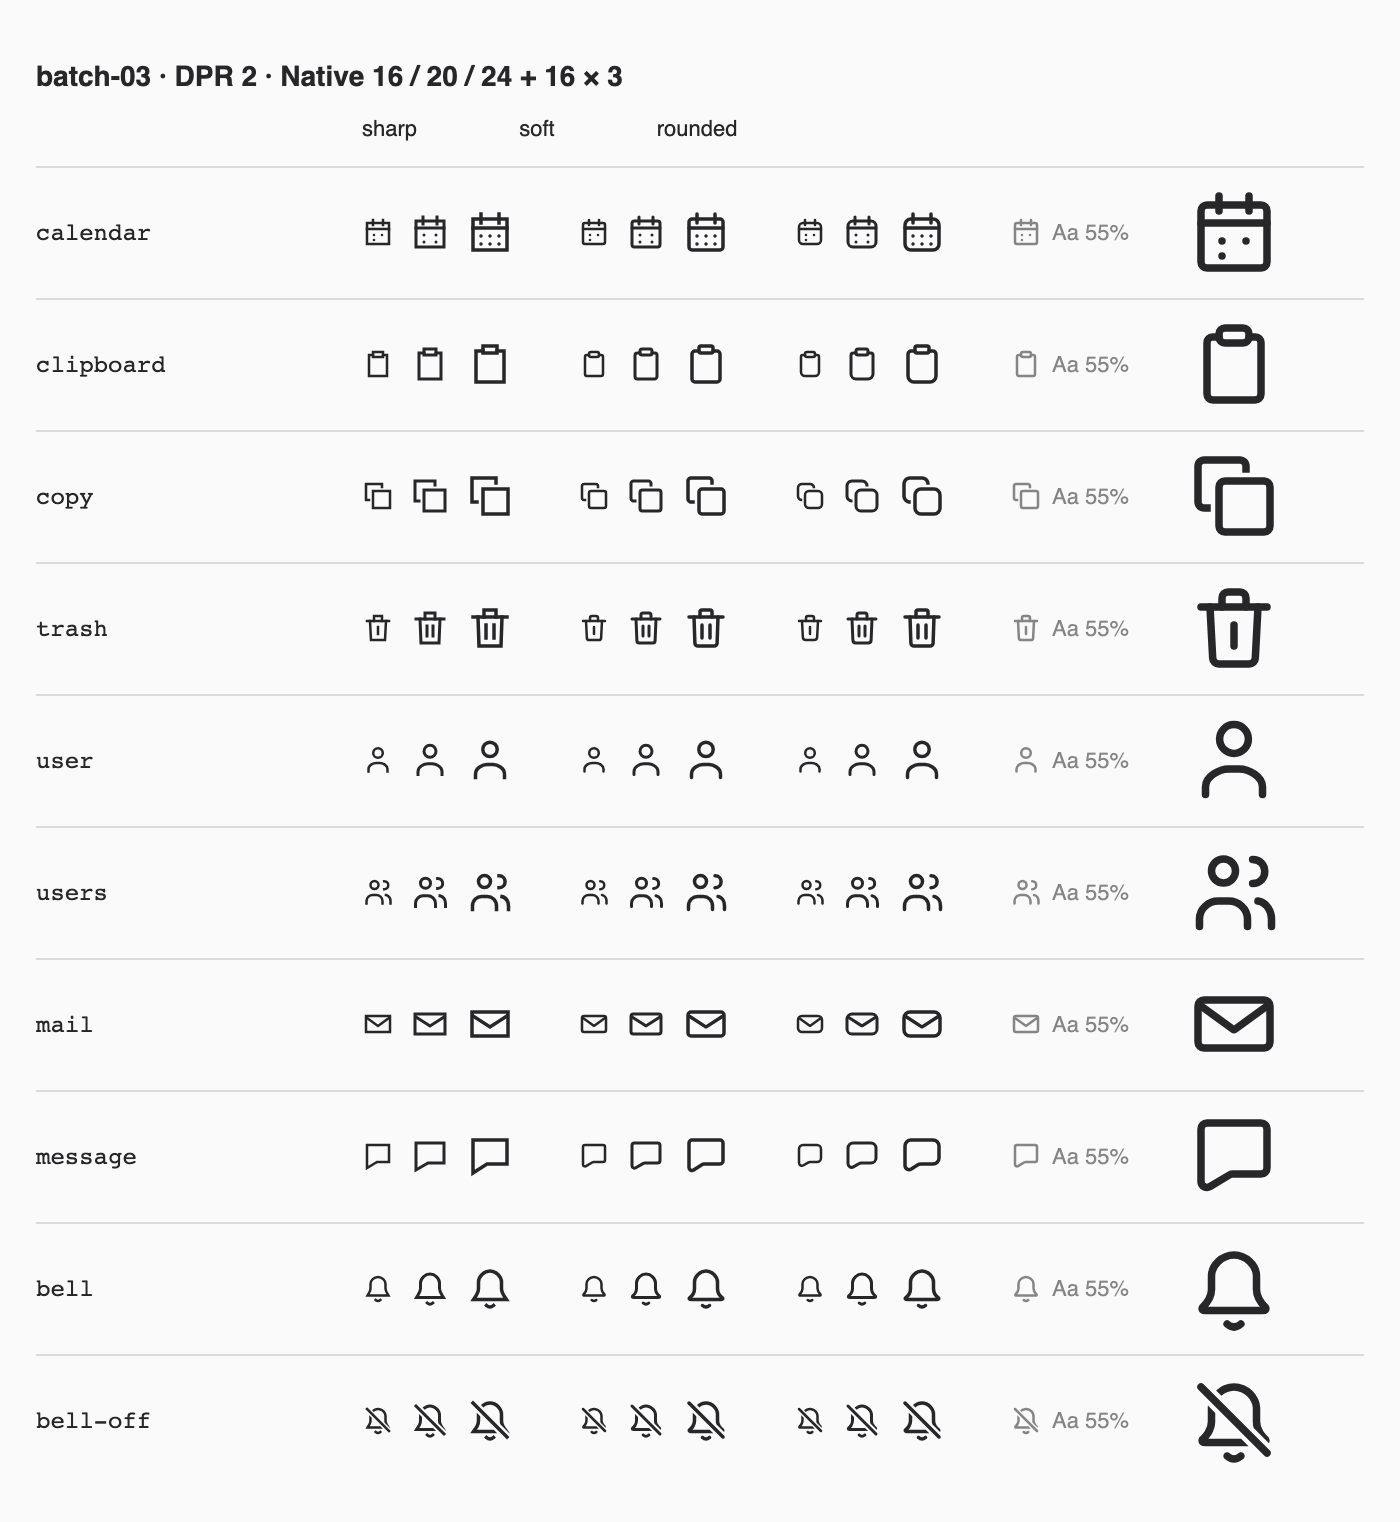 batch-03 · DPR 2 · Native 16 / 20 / 24 + 16 × 3
sharp soft rounded
calendar Aa 55%
clipboard Aa 55%
copy Aa 55%
trash Aa 55%
user Aa 55%
users Aa 55%
mail Aa 55%
message Aa 55%
bell Aa 55%
bell-off Aa 55%